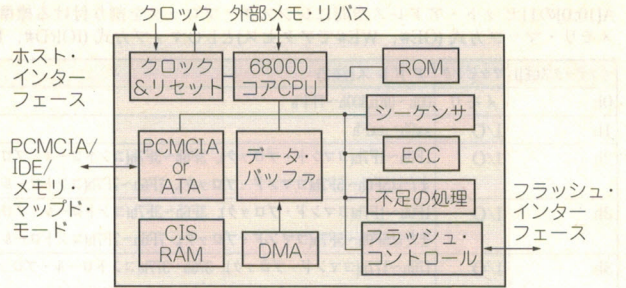 クロック
外部メモ・リバス
ホスト・
インター
フェース
クロック
&リセット
68000
コアCPU
ROM
シーケンサ
PCMCIA/
IDE/
メモリ・
マップド・
モード
PCMCIA
or
ATA
データ・
バッファ
ECC
不足の処理
フラッシュ・
インター
フェース
CIS
RAM
DMA
フラッシュ・
コントロール